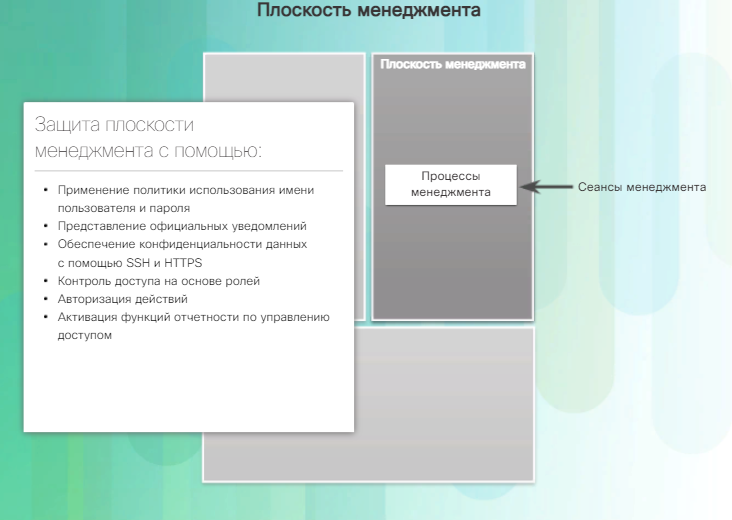 Плоскость менеджмента
Плоскость менеджмента
Защита плоскости
менеджмента с помощью:
• Применение политики использования имени
пользователя и пароля
• Представление официальных уведомлений
• Обеспечение конфиденциальности данных
с помощью SSH и HTTPS
• Контроль доступа на основе ролей
• Авторизация действий
• Активация функций отчетности по управлению
доступом
Процессы
менеджмента
Сеансы менеджмента